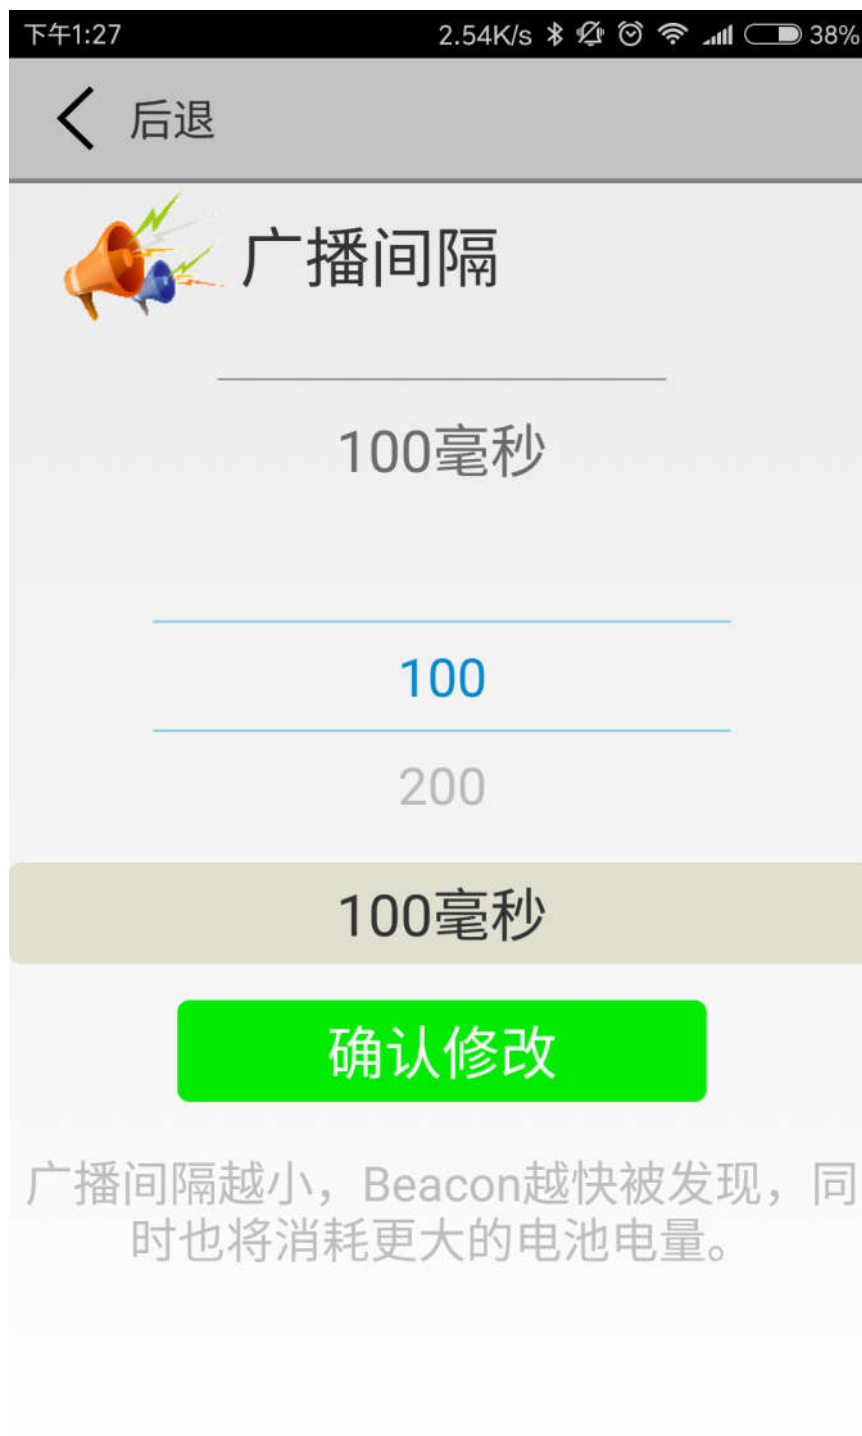 下午1:27 2.54K/s 38%
后退
广播间隔
100毫秒
100
200
100毫秒
确认修改
广播间隔越小，Beacon越快被发现，同
时也将消耗更大的电池电量。